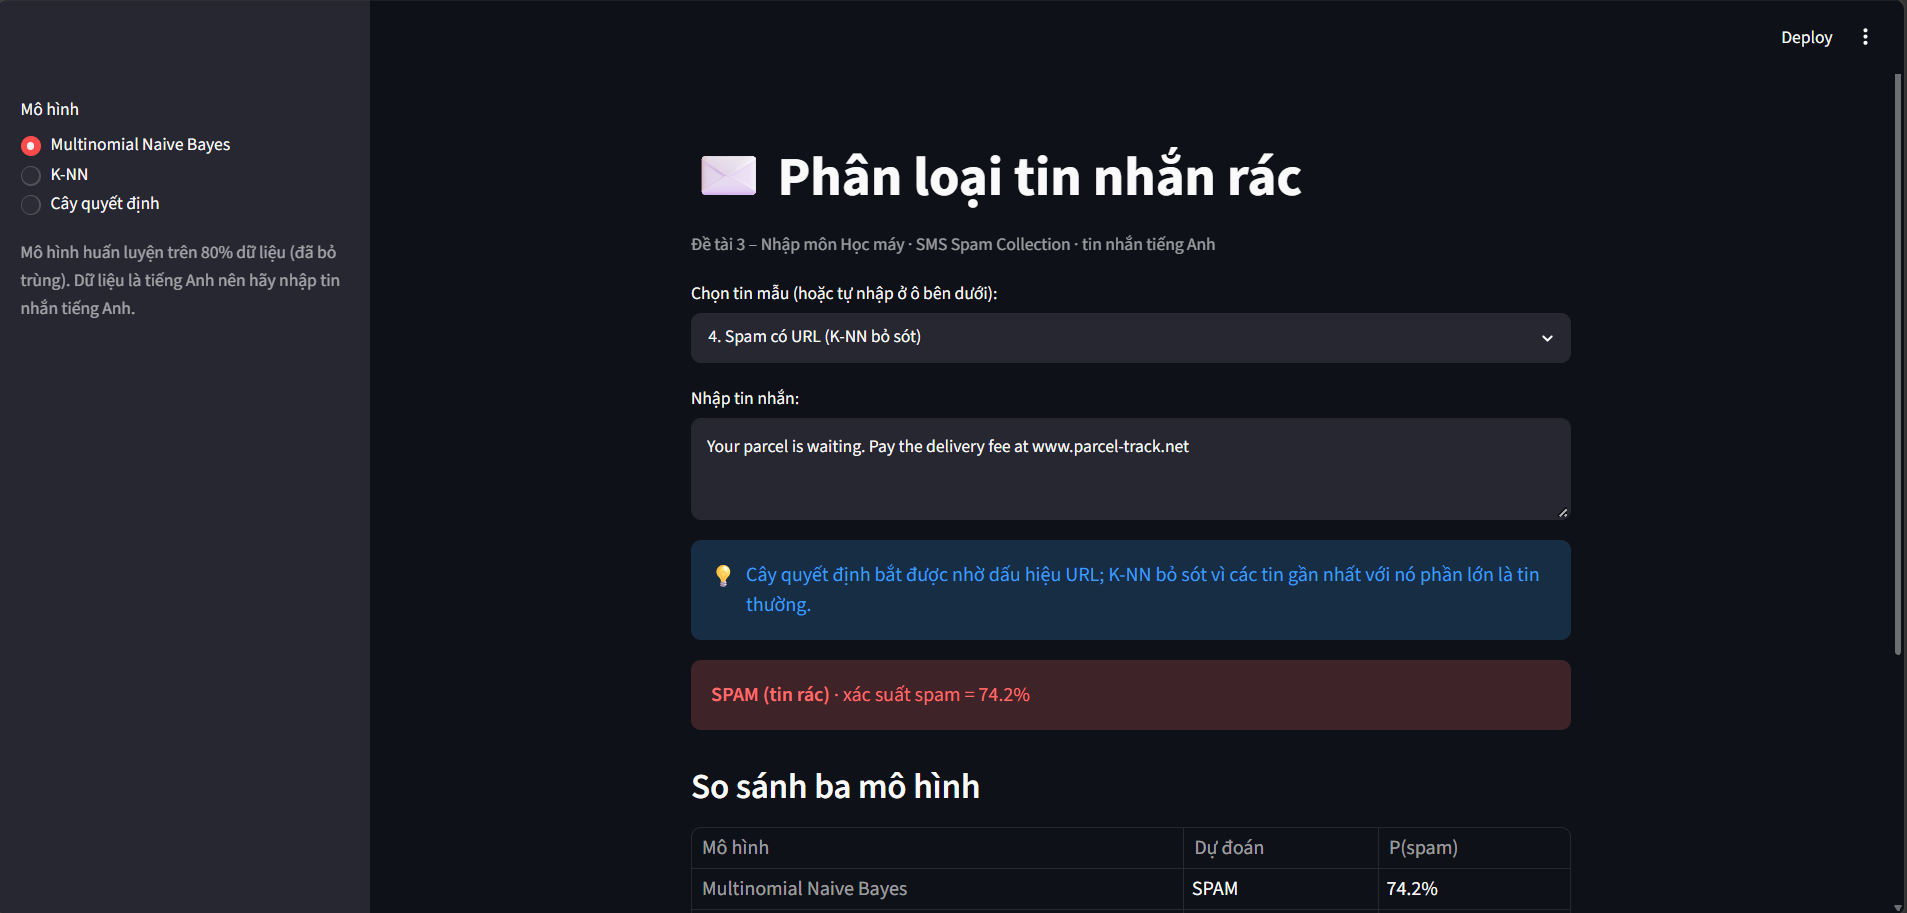 Deploy
Mô hình
Multinomial Naive Bayes
K-NN
Cây quyết định
Mô hình huấn luyện trên 80% dữ liệu (đã bỏ
trùng). Dữ liệu là tiếng Anh nên hãy nhập tin
nhắn tiếng Anh.
Phân loại tin nhắn rác
Đề tài 3 – Nhập môn Học máy · SMS Spam Collection · tin nhắn tiếng Anh
Chọn tin mẫu (hoặc tự nhập ở ô bên dưới):
4. Spam có URL (K-NN bỏ sót)
Nhập tin nhắn:
Your parcel is waiting. Pay the delivery fee at www.parcel-track.net
Cây quyết định bắt được nhờ dấu hiệu URL; K-NN bỏ sót vì các tin gần nhất với nó phần lớn là tin
thường.
SPAM (tin rác) · xác suất spam = 74.2%
So sánh ba mô hình
Mô hình Dự đoán P(spam)
Multinomial Naive Bayes SPAM 74.2%